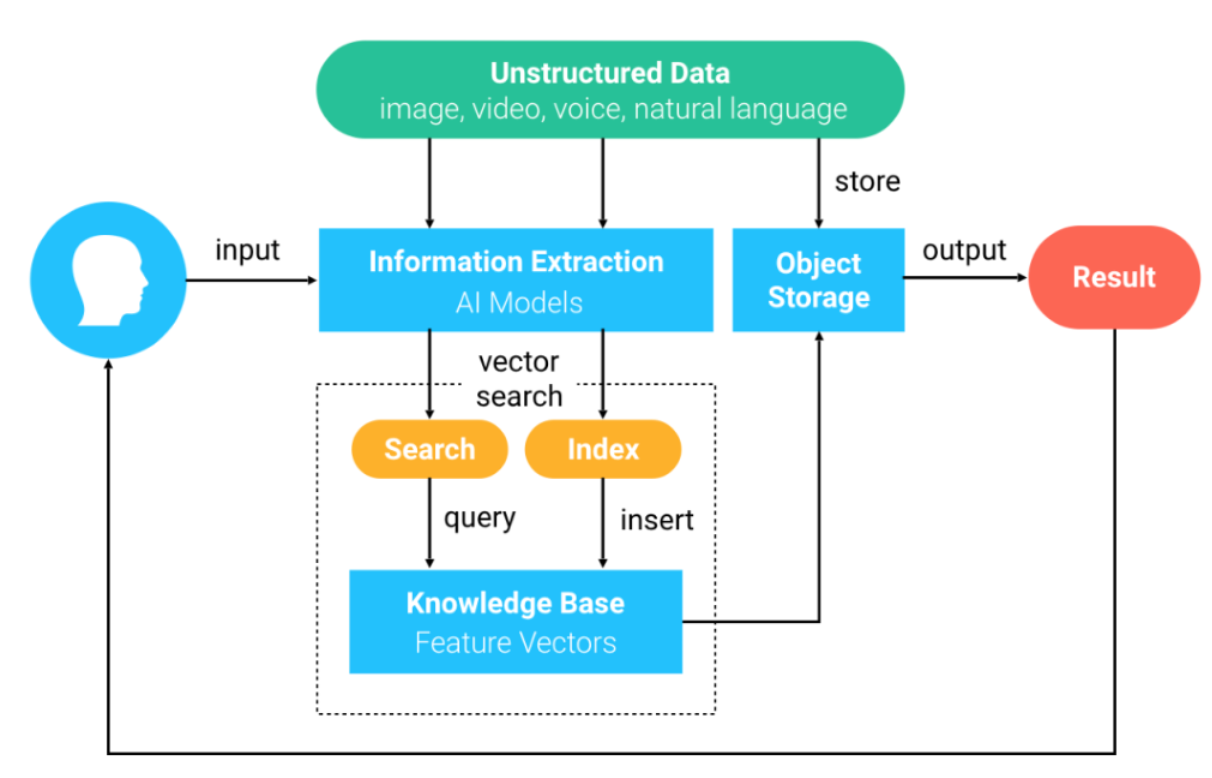 Unstructured Data
image, video, voice, natural language
store
input
Information Extraction
AI Models
Object
Storage
output
Result
vector
search
Search
Index
query
insert
Knowledge Base
Feature Vectors